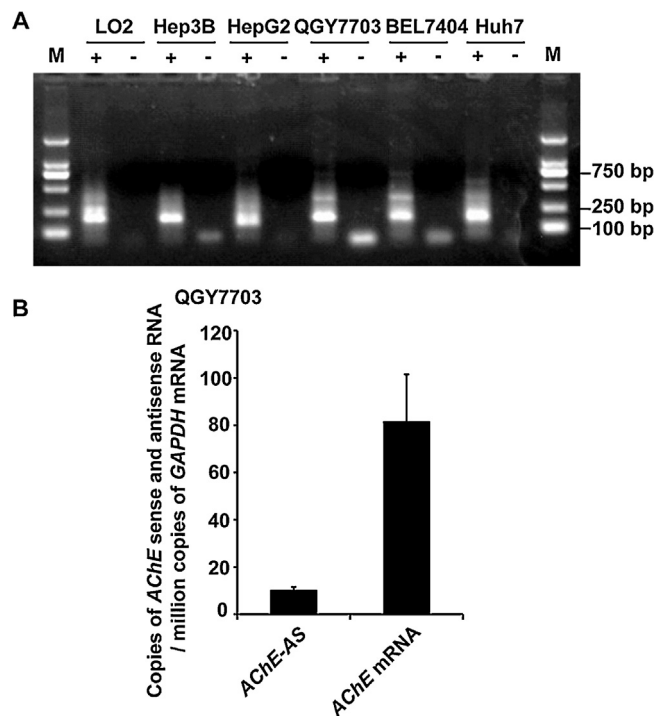 A
LO2 Hep3B HepG2 QGY7703 BEL7404 Huh7
M + - + - + - + - + - + - M
750 bp
250 bp
100 bp
B
QGY7703
Copies of AChE sense and antisense RNA
/ million copies of GAPDH mRNA
120
100
80
60
40
20
0
AChE-AS
AChE mRNA